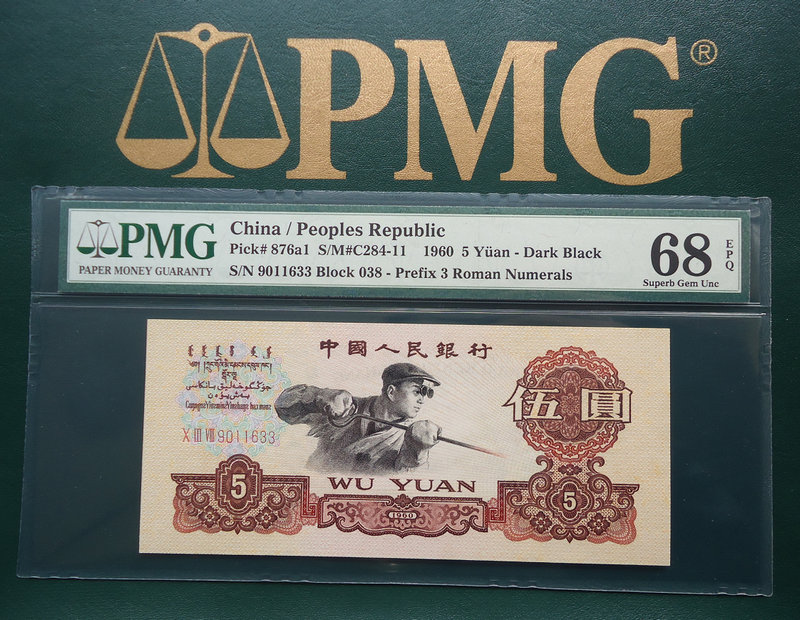 PMG®
PMG
PAPER MONEY GUARANTY
China / Peoples Republic
Pick# 876a1 S/M#C284-11 1960 5 Yüan - Dark Black
S/N 9011633 Block 038 - Prefix 3 Roman Numerals
68
EPQ
Superb Gem Unc
中國人民銀行
伍圓
X III VIII 9011633
5
WU YUAN
1960
5